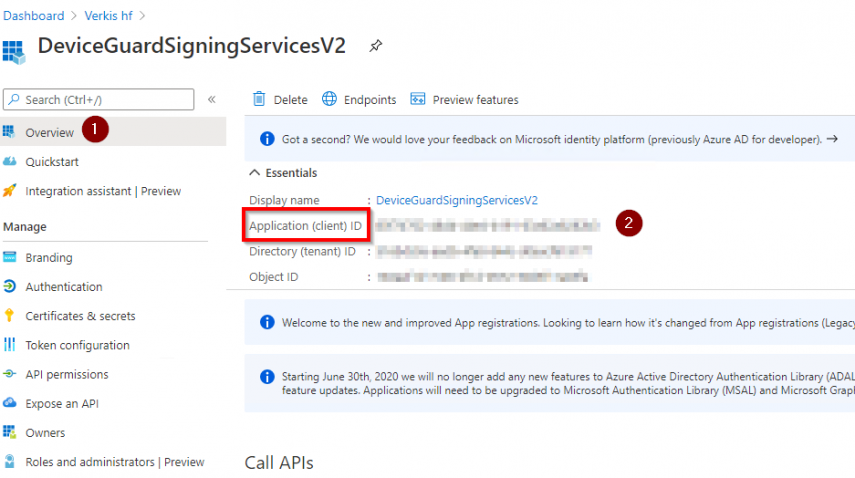 Dashboard > Verkis hf >
DeviceGuardSigningServicesV2
Search (Ctrl+/)
«
Delete
Endpoints
Preview features
Overview
1
Got a second? We would love your feedback on Microsoft identity platform (previously Azure AD for developer). →
Quickstart
Essentials
Integration assistant | Preview
Display name : DeviceGuardSigningServicesV2
Manage
Application (client) ID
2
Branding
Directory (tenant) ID :
Object ID :
Authentication
Certificates & secrets
Welcome to the new and improved App registrations. Looking to learn how it's changed from App registrations (Legacy
Token configuration
API permissions
Starting June 30th, 2020 we will no longer add any new features to Azure Active Directory Authentication Library (ADAL
feature updates. Applications will need to be upgraded to Microsoft Authentication Library (MSAL) and Microsoft Grap
Expose an API
Owners
Roles and administrators | Preview
Call APIs